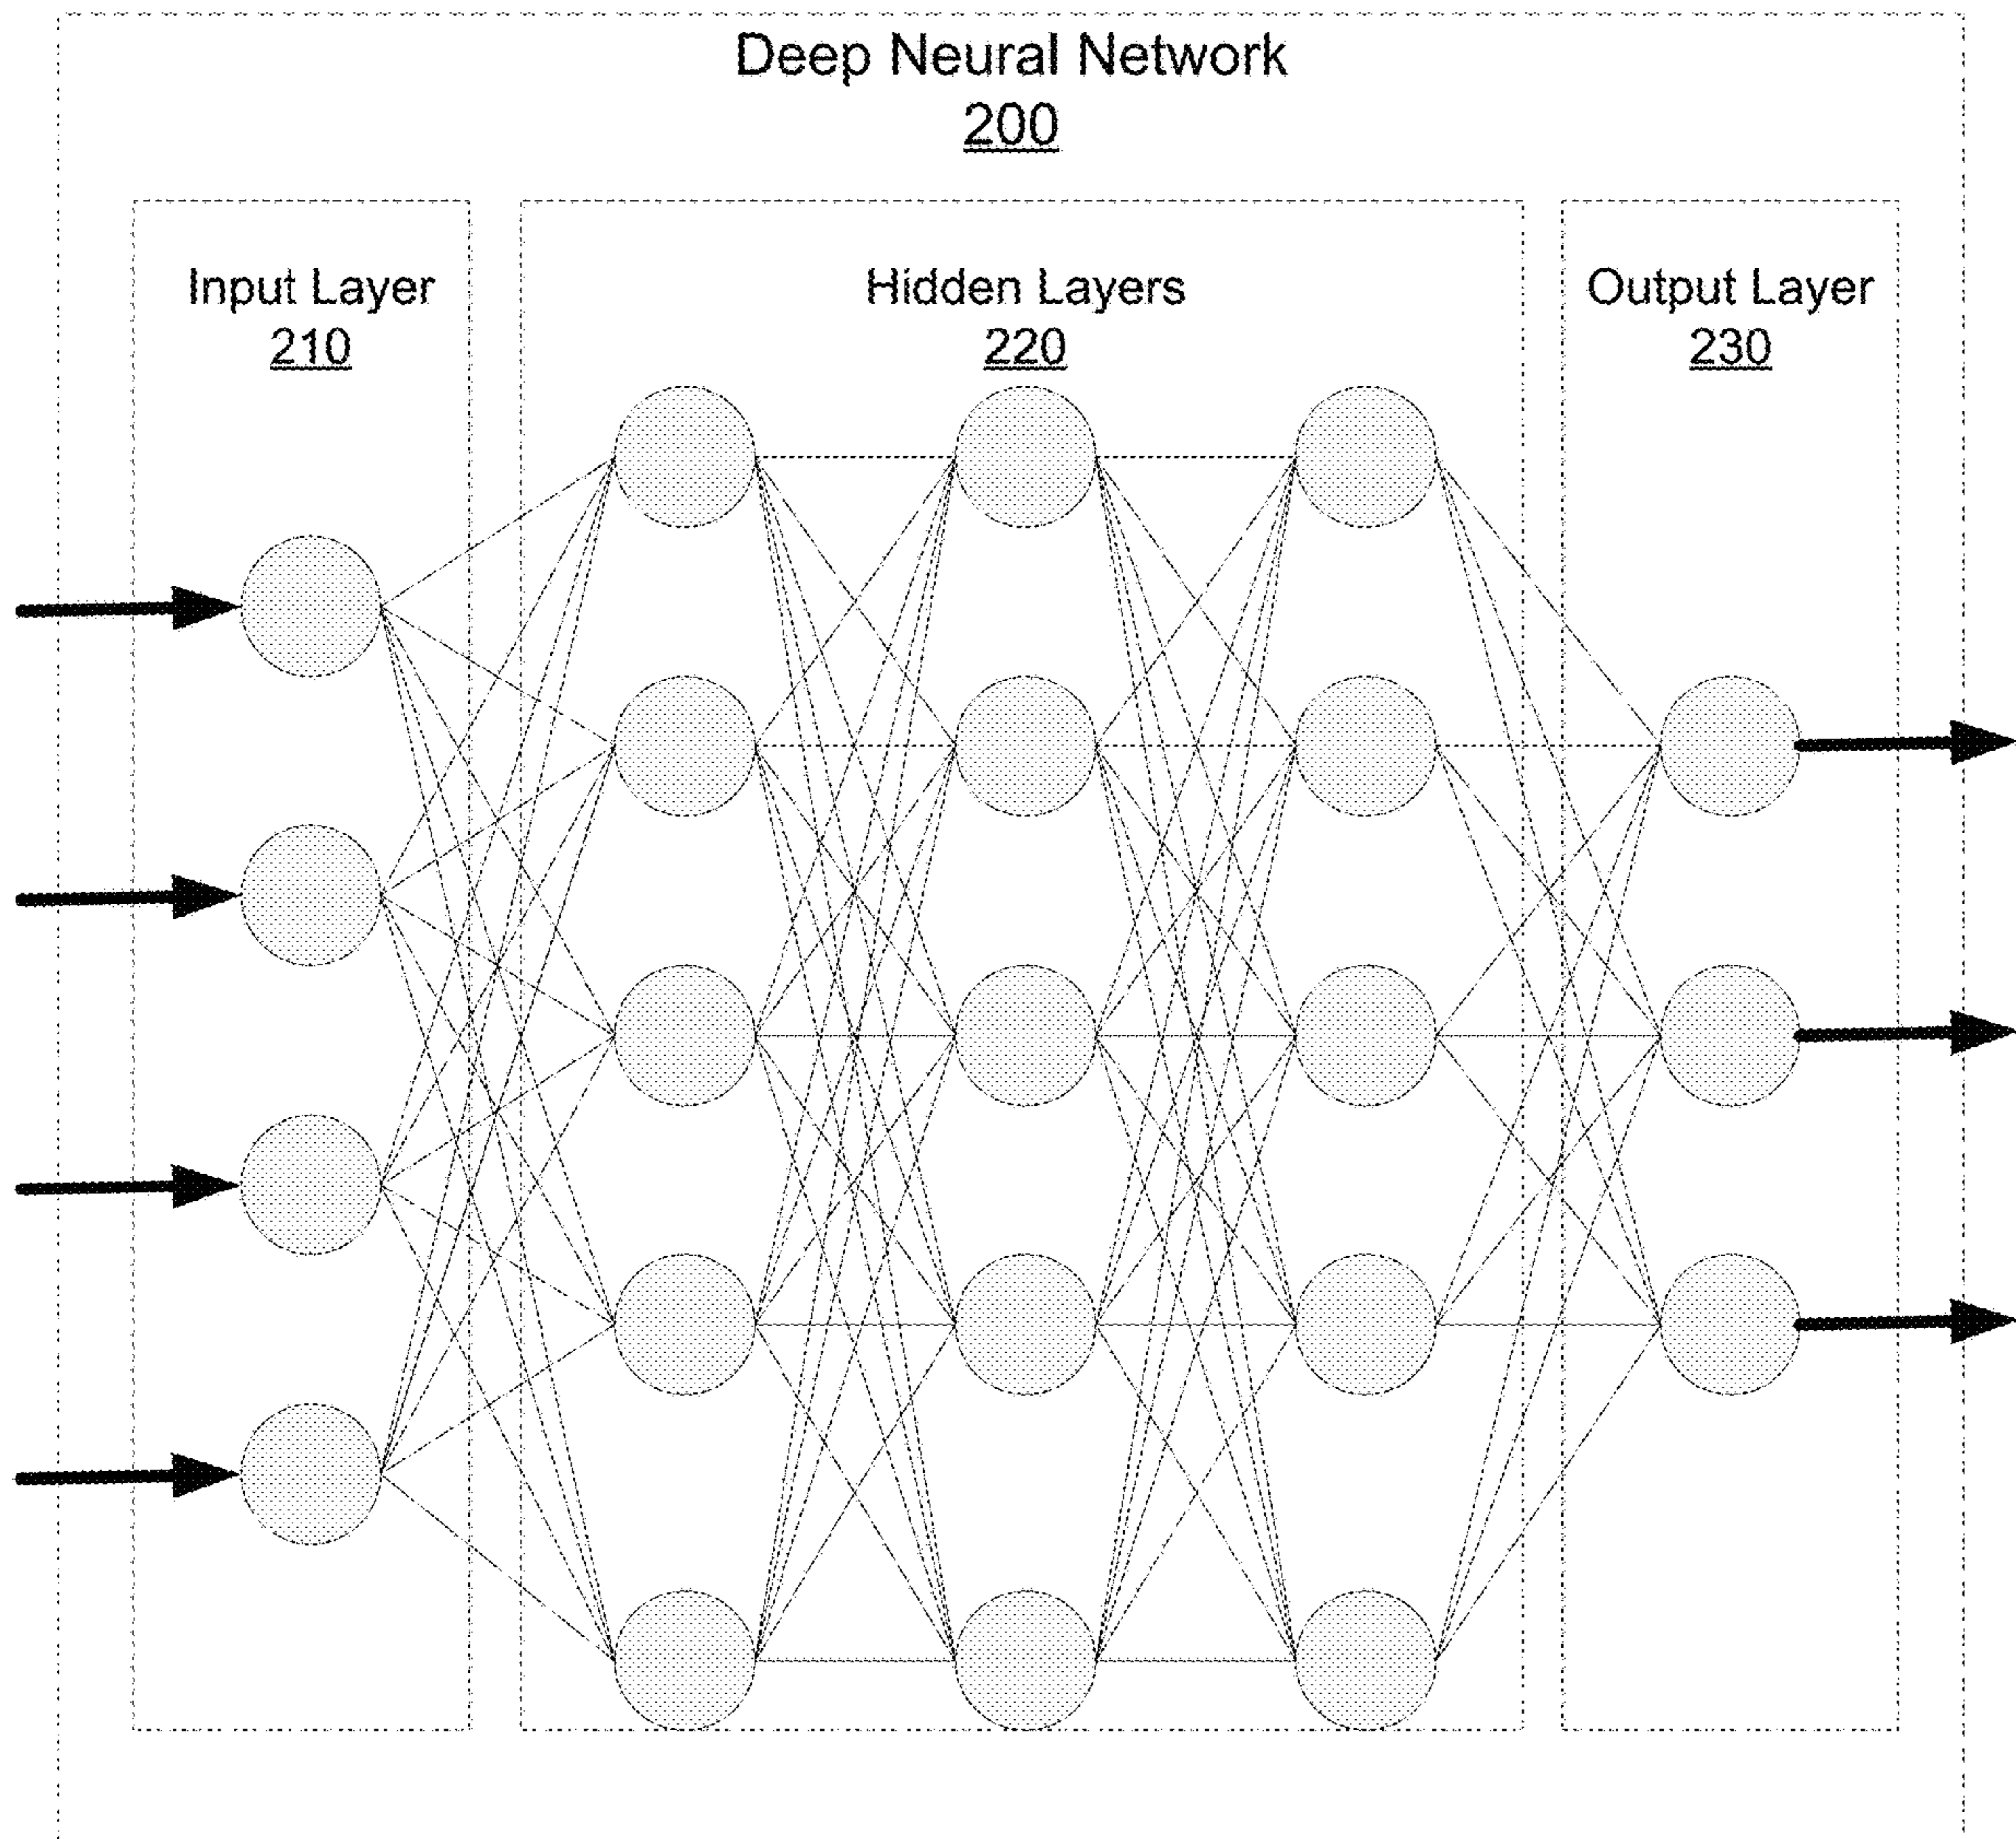 Deep Neural Network
200
Input Layer
210
Hidden Layers
220
Output Layer
230